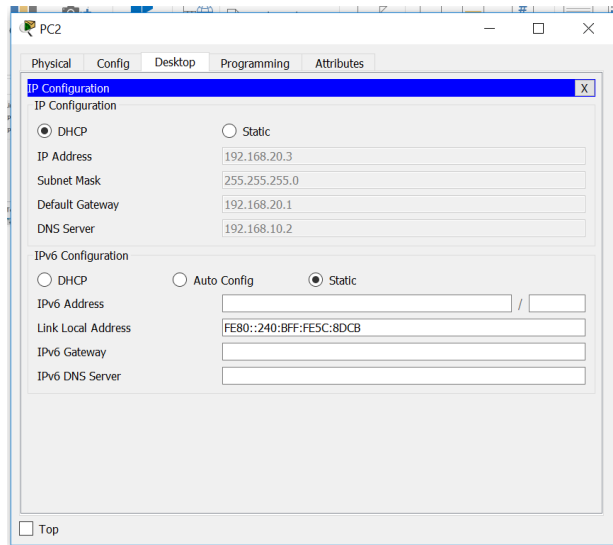 PC2
Physical Config Desktop Programming Attributes
IP Configuration X
IP Configuration
DHCP Static
IP Address 192.168.20.3
Subnet Mask 255.255.255.0
Default Gateway 192.168.20.1
DNS Server 192.168.10.2
IPv6 Configuration
DHCP Auto Config Static
IPv6 Address /
Link Local Address FE80::240:BFF:FE5C:8DCB
IPv6 Gateway
IPv6 DNS Server
Top